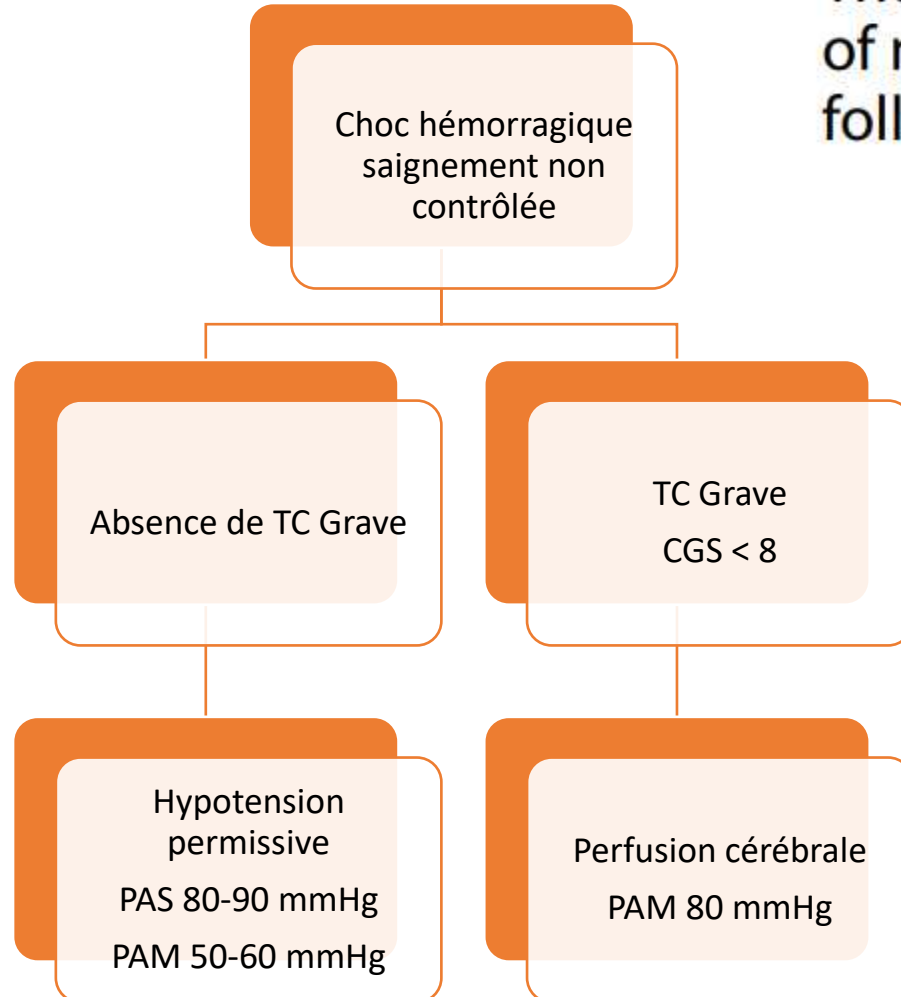 of
foll
Choc hémorragique
saignement non
contrôlée
Absence de TC Grave
TC Grave
CGS < 8
Hypotension
permissive
PAS 80-90 mmHg
PAM 50-60 mmHg
Perfusion cérébrale
PAM 80 mmHg